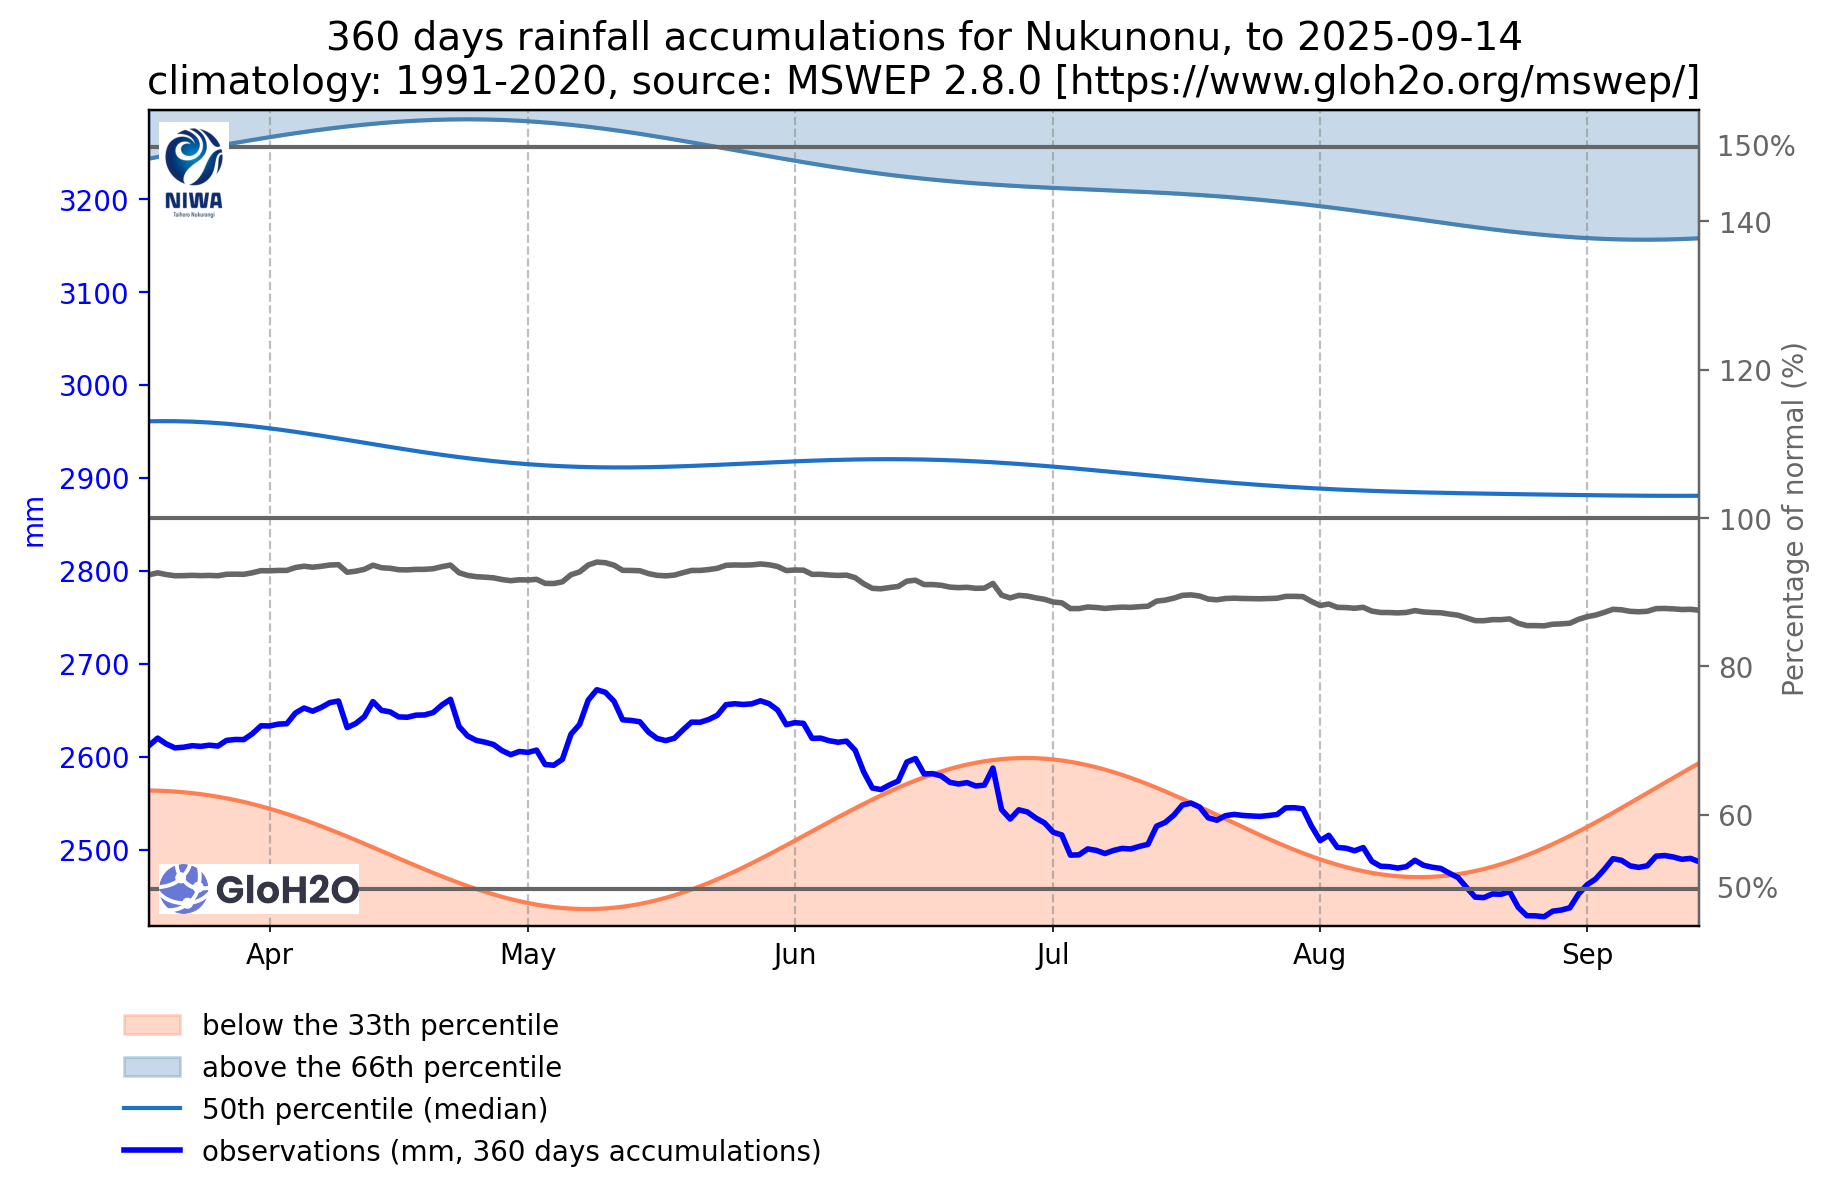 360 days rainfall accumulations for Nukunonu, to 2025-09-14
climatology: 1991-2020, source: MSWEP 2.8.0 [https://www.gloh2o.org/mswep/]
NIWA
Taihoro Nukurangi
3200
3100
3000
2900
2800
2700
2600
2500
mm
150%
140
120
100
80
60
50%
Percentage of normal (%)
GloH2O
Apr
May
Jun
Jul
Aug
Sep
below the 33th percentile
above the 66th percentile
50th percentile (median)
observations (mm, 360 days accumulations)